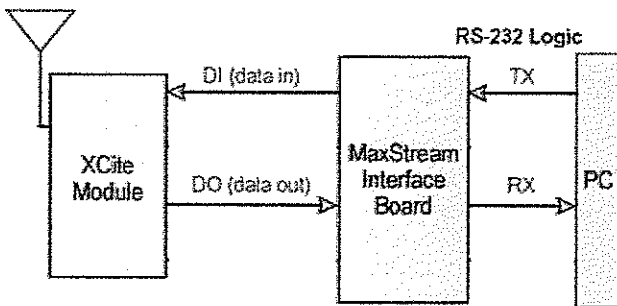 RS-232 Logic
DI (data in)
TX
XCite
Module
MaxStream
Interface
Board
PC
DO (data out)
RX